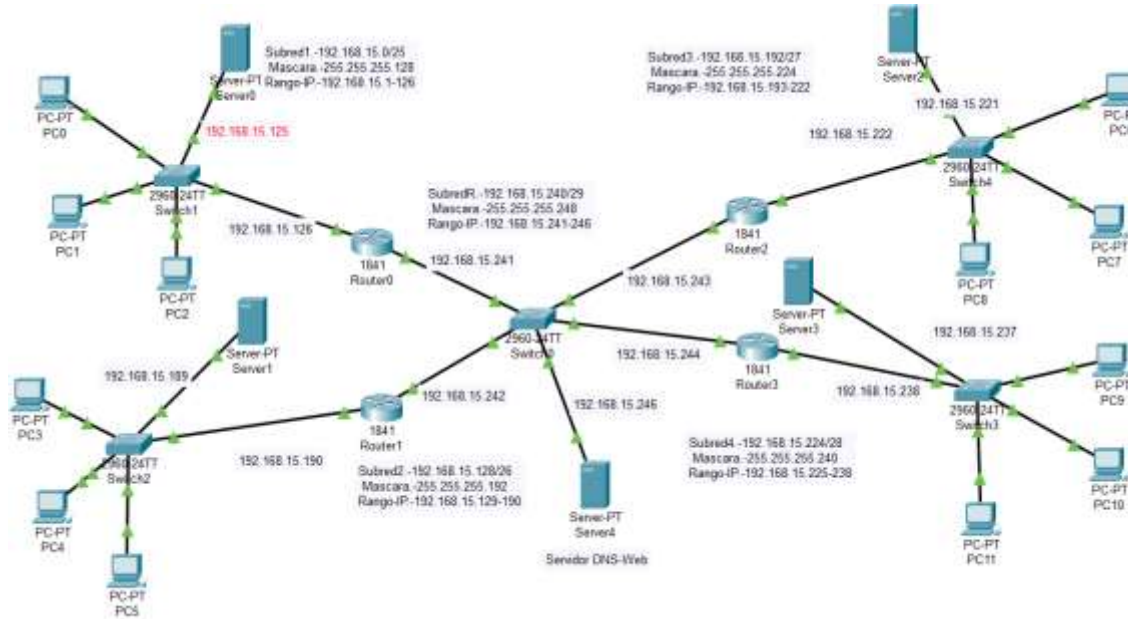 Subred1.-192.168.15.0/25
Mascara.-255.255.255.128
Rango-IP.-192.168.15.1-126
Server-PT
Server0
192.168.15.125
PC-PT
PC0
2960-24TT
Switch1
PC-PT
PC1
PC-PT
PC2
192.168.15.126
1841
Router0
192.168.15.241
SubredR.-192.168.15.240/29
Mascara.-255.255.255.248
Rango-IP.-192.168.15.241-246
Subred3.-192.168.15.192/27
Mascara.-255.255.255.224
Rango-IP.-192.168.15.193-222
Server-PT
Server2
192.168.15.221
192.168.15.222
2960-24TT
Switch4
PC-PT
PC7
PC-PT
PC8
1841
Router2
192.168.15.243
2960-24TT
192.168.15.244
1841
Router3
Server-PT
Server3
192.168.15.237
192.168.15.238
2960-24TT
Switch3
PC-PT
PC9
PC-PT
PC10
PC-PT
PC11
Subred4.-192.168.15.224/28
Mascara.-255.255.255.240
Rango-IP.-192.168.15.225-238
192.168.15.246
Server-PT
Server4
Servidor DNS-Web
192.168.15.242
1841
Router1
192.168.15.190
Subred2.-192.168.15.128/26
Mascara.-255.255.255.192
Rango-IP.-192.168.15.129-190
Server-PT
Server1
192.168.15.189
PC-PT
PC3
2960-24TT
Switch2
PC-PT
PC4
PC-PT
PC5